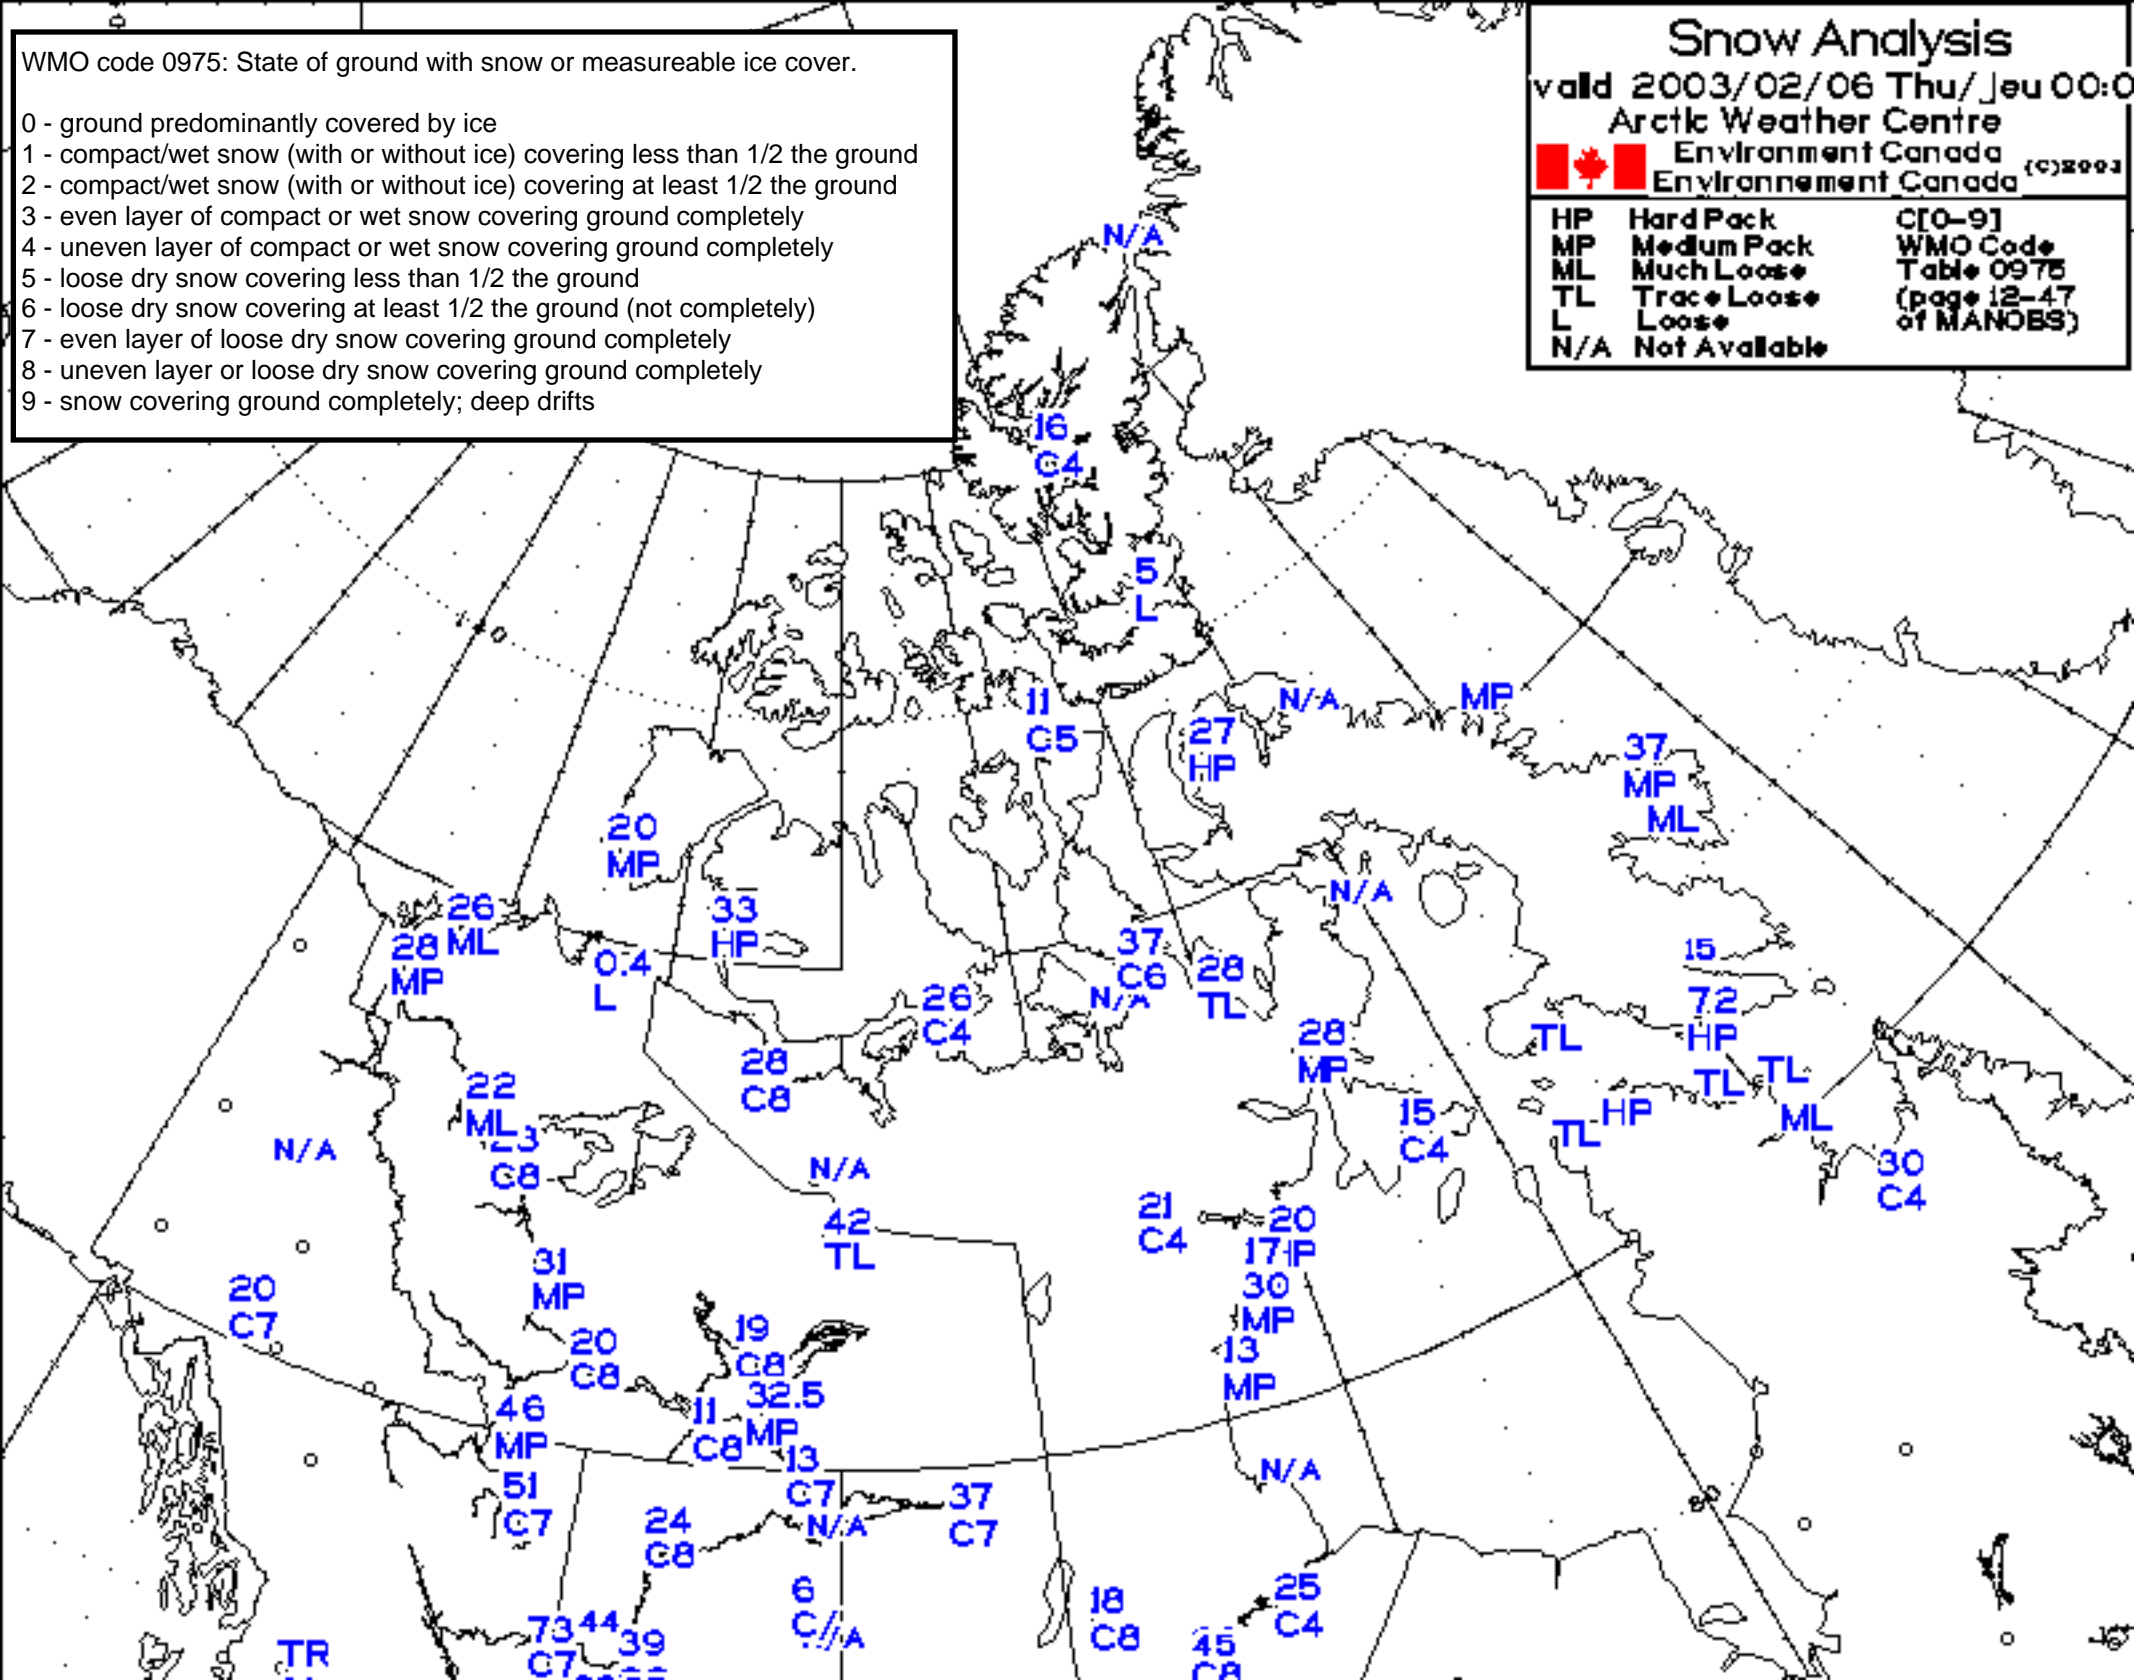 WMO code 0975: State of ground with snow or measureable ice cover.
0 - ground predominantly covered by ice
1 - compact/wet snow (with or without ice) covering less than 1/2 the ground
2 - compact/wet snow (with or without ice) covering at least 1/2 the ground
3 - even layer of compact or wet snow covering ground completely
4 - uneven layer of compact or wet snow covering ground completely
5 - loose dry snow covering less than 1/2 the ground
6 - loose dry snow covering at least 1/2 the ground (not completely)
7 - even layer of loose dry snow covering ground completely
8 - uneven layer or loose dry snow covering ground completely
9 - snow covering ground completely; deep drifts
Snow Analysis
valid 2003/02/06 Thu/Jeu 00:0
Arctic Weather Centre
Environment Canada
Environnement Canada
(C)2003
HP Hard Pack
MP Medium Pack
ML Much Loose
TL Trace Loose
L Loose
N/A Not Available
C[0-9]
WMO Code
Table 0975
(page 12-47
of MANOBS)
N/A
16
C4
5
L
11
C5
27
HP
N/A
MP
37
MP
ML
20
MP
33
HP
26
ML
28
MP
0.4
L
N/A
37
C6
N/A
28
TL
26
C4
28
C8
15
72
HP
TL
TL
TL
ML
HP
TL
30
C4
28
MP
15
C4
22
ML
23
C8
N/A
N/A
42
TL
21
C4
20
HP
17
30
MP
13
MP
31
MP
20
C7
20
C8
19
C8
32.5
MP
11
C8
46
MP
13
C7
51
C7
N/A
37
C7
24
C8
N/A
6
C//A
18
C8
25
C4
45
C8
73
C7
44
39
TR